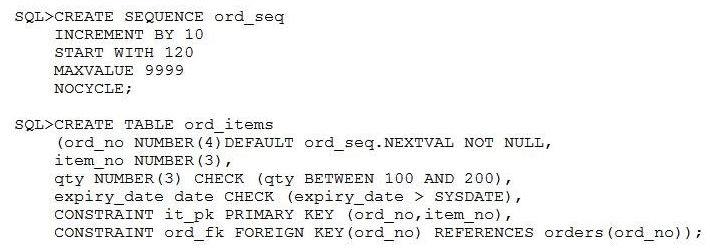 SQL>CREATE SEQUENCE ord_seq
INCREMENT BY 10
START WITH 120
MAXVALUE 9999
NOCYCLE;
SQL>CREATE TABLE ord_items
(ord_no NUMBER(4)DEFAULT ord_seq.NEXTVAL NOT NULL,
item_no NUMBER(3),
qty NUMBER(3) CHECK (qty BETWEEN 100 AND 200),
expiry_date date CHECK (expiry_date > SYSDATE),
CONSTRAINT it_pk PRIMARY KEY (ord_no,item_no),
CONSTRAINT ord_fk FOREIGN KEY(ord_no) REFERENCES orders(ord_no));